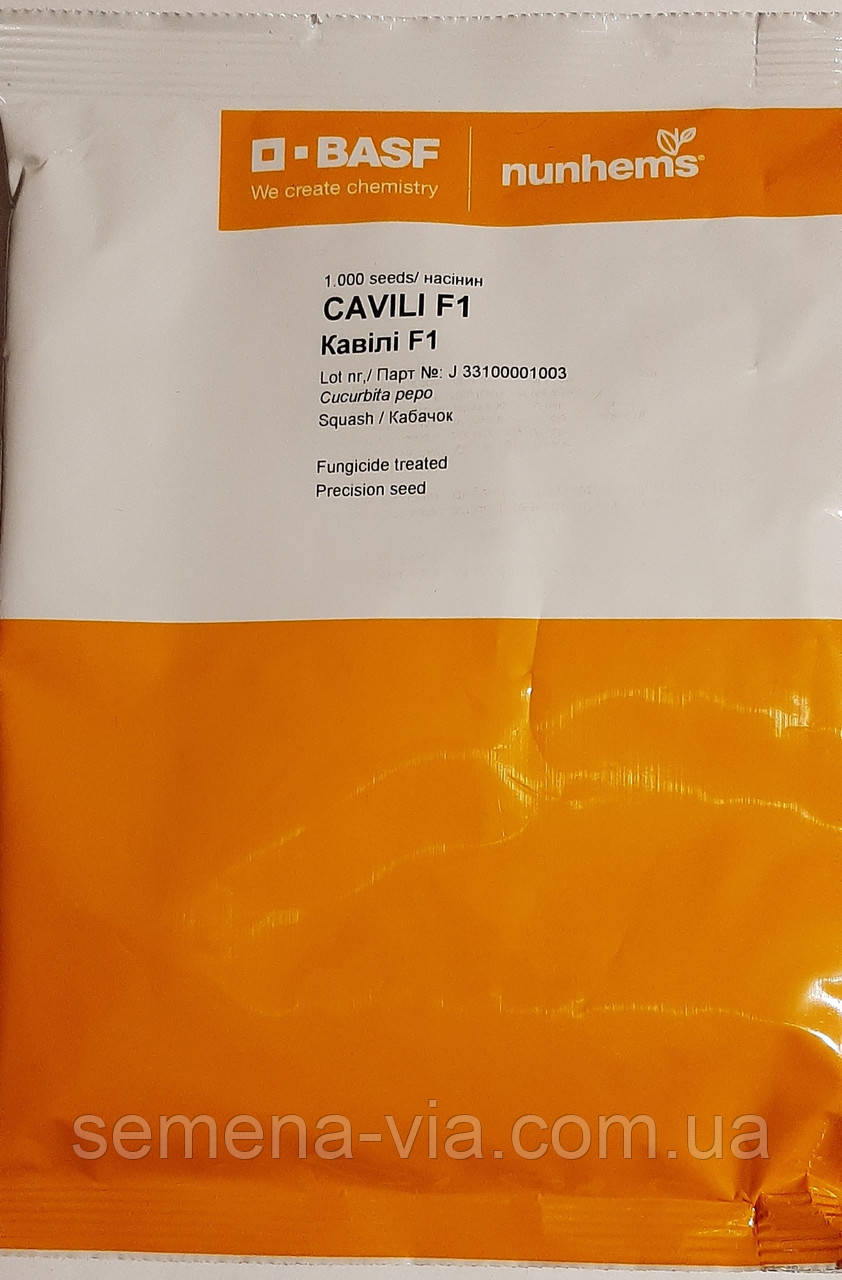 BASF
We create chemistry
nunhems®
1.000 seeds/ насінин
CAVILI F1
Кавілі F1
Lot nr,/ Парт №: J 33100001003
Cucurbita pepo
Squash / Кабачок
Fungicide treated
Precision seed
semena-via.com.ua